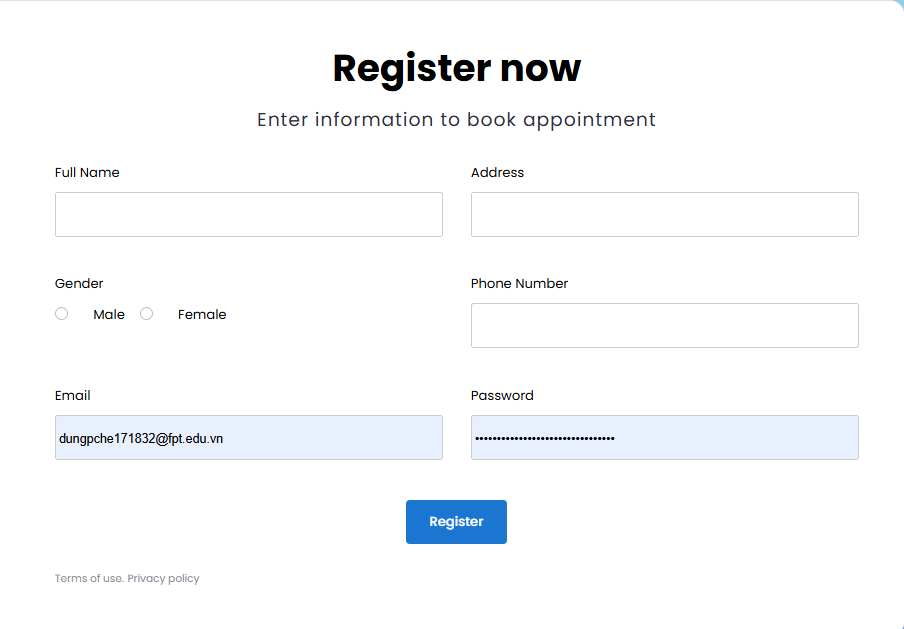 Register now
Enter information to book appointment
Full Name
Address
Gender
Phone Number
Male Female
Email
Password
dungpche171832@fpt.edu.vn
••••••••••••••••••••••••••••••••
Register
Terms of use. Privacy policy